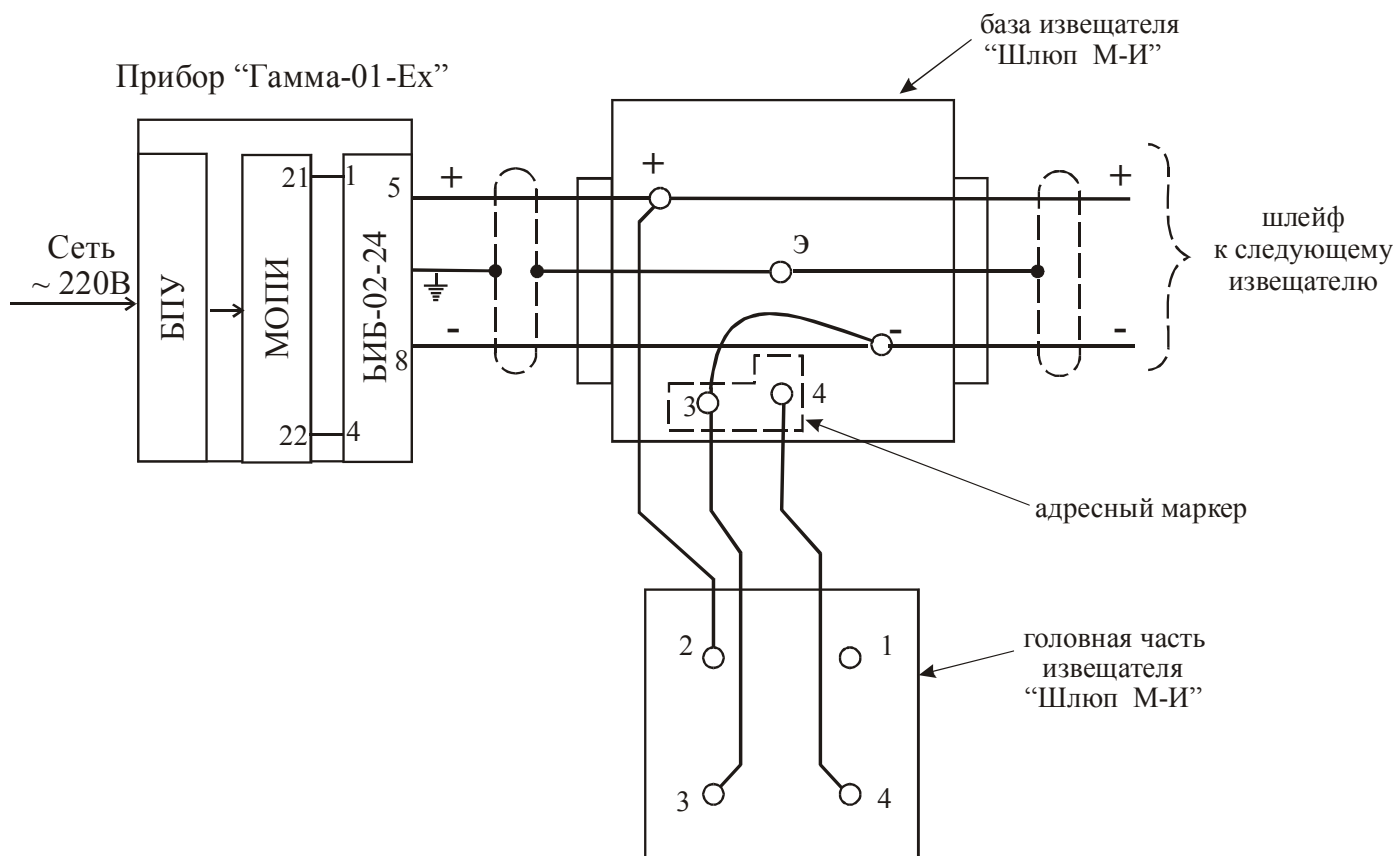 база извещателя
“Шлюп М-И”
Прибор “Гамма-01-Ex”
Сеть
~ 220В
БПУ
МОПИ
БИБ-02-24
21
1
22
4
5
8
+
-
+
Э
-
3
4
+
-
шлейф
к следующему
извещателю
адресный маркер
2
1
3
4
головная часть
извещателя
“Шлюп М-И”